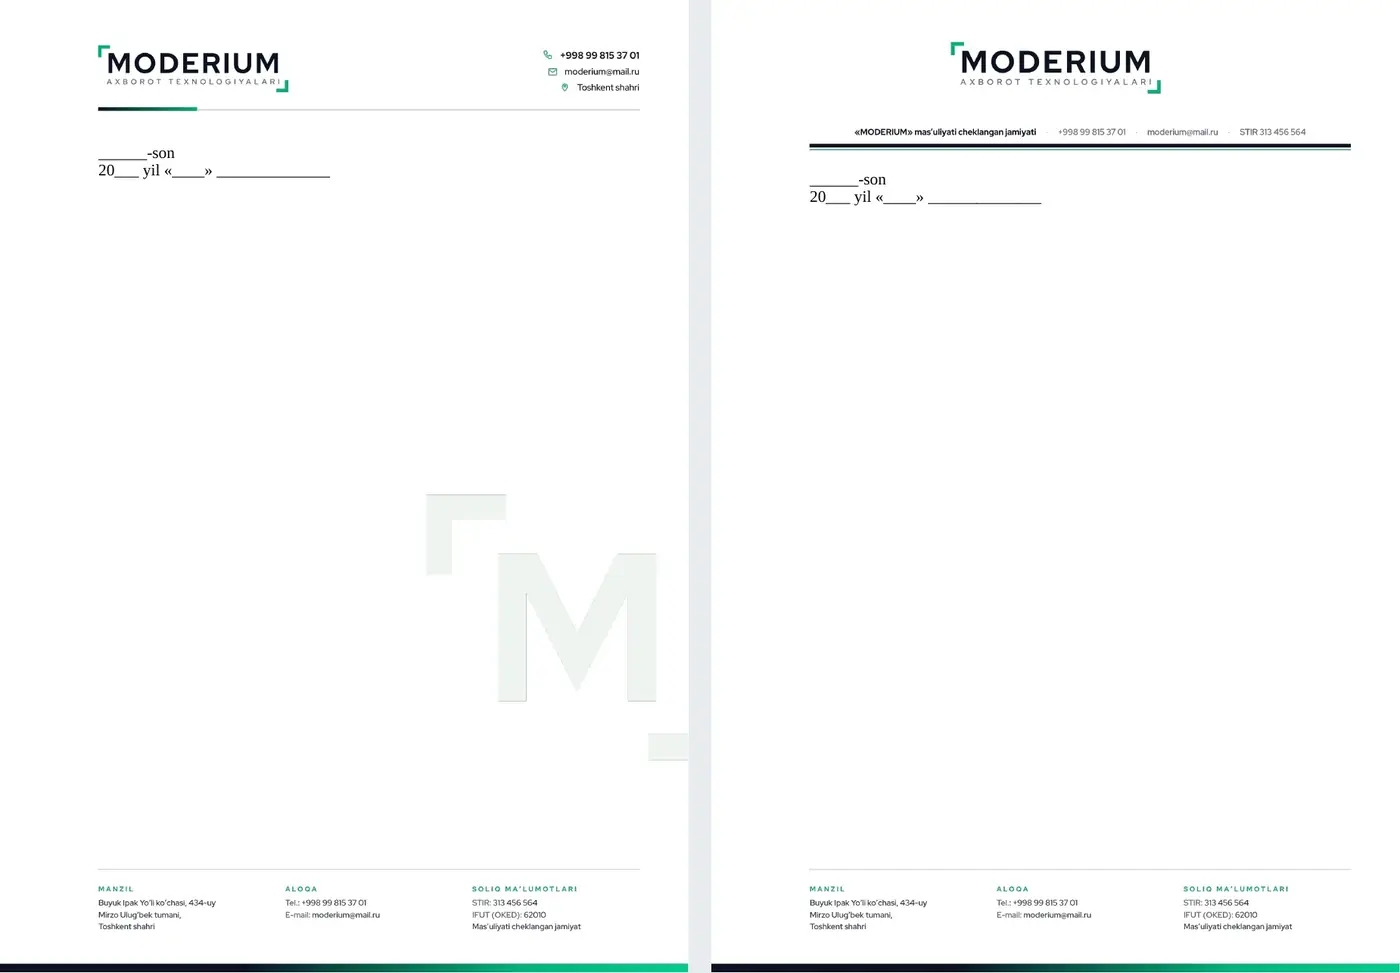 MODERIUM
AXBOROT TEXNOLOGIYALARI
+998 99 815 37 01
moderium@mail.ru
Toshkent shahri
______-son
20___ yil «____» ______________
M
MANZIL
Buyuk Ipak Yo‘li ko‘chasi, 434-uy
Mirzo Ulug‘bek tumani,
Toshkent shahri
ALOQA
Tel.: +998 99 815 37 01
E-mail: moderium@mail.ru
SOLIQ MA’LUMOTLARI
STIR: 313 456 564
IFUT (OKED): 62010
Mas’uliyati cheklangan jamiyat
MODERIUM
AXBOROT TEXNOLOGIYALARI
«MODERIUM» mas’uliyati cheklangan jamiyati · +998 99 815 37 01 · moderium@mail.ru · STIR 313 456 564
______-son
20___ yil «____» ______________
MANZIL
Buyuk Ipak Yo‘li ko‘chasi, 434-uy
Mirzo Ulug‘bek tumani,
Toshkent shahri
ALOQA
Tel.: +998 99 815 37 01
E-mail: moderium@mail.ru
SOLIQ MA’LUMOTLARI
STIR: 313 456 564
IFUT (OKED): 62010
Mas’uliyati cheklangan jamiyat